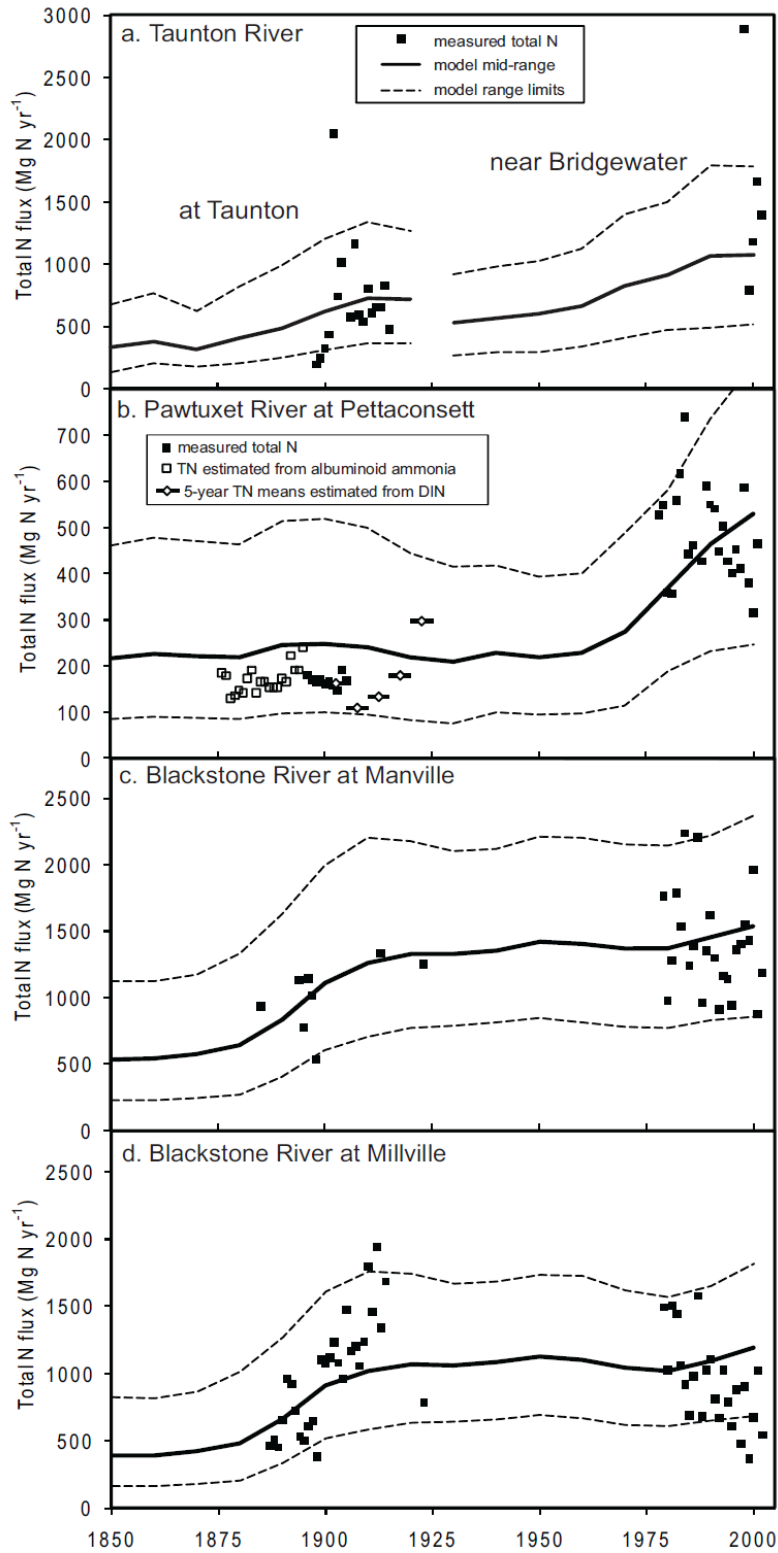 a. Taunton River
measured total N
model mid-range
model range limits
near Bridgewater
at Taunton
Total N flux (Mg N yr-1)
3000
2500
2000
1500
1000
500
0
b. Pawtuxet River at Pettaconsett
measured total N
TN estimated from albuminoid ammonia
5-year TN means estimated from DIN
Total N flux (Mg N yr-1)
700
600
500
400
300
200
100
0
c. Blackstone River at Manville
Total N flux (Mg N yr-1)
2500
2000
1500
1000
500
0
d. Blackstone River at Millville
Total N flux (Mg N yr-1)
2500
2000
1500
1000
500
0
1850 1875 1900 1925 1950 1975 2000